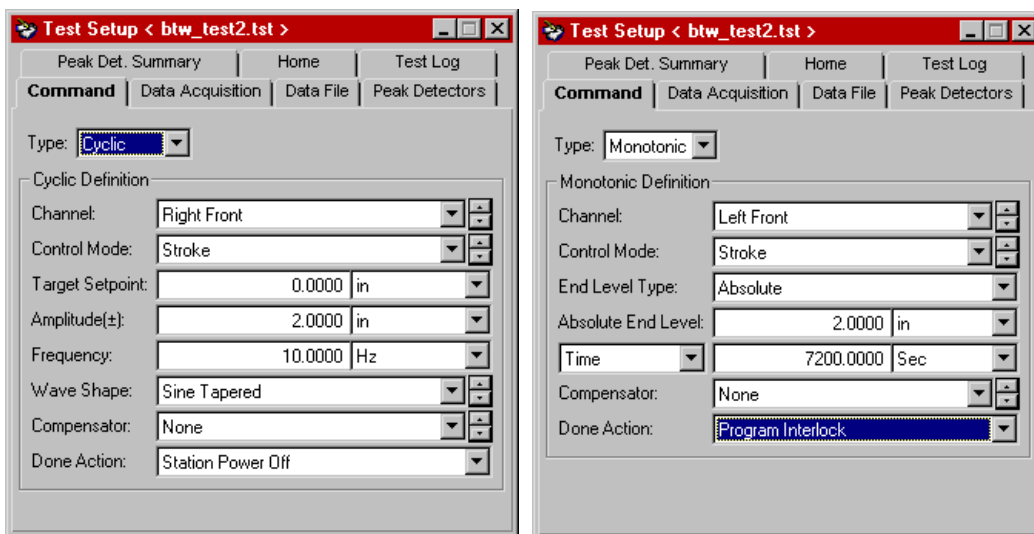 Test Setup < btw_test2.tst >
Peak Det. Summary Home Test Log
Command Data Acquisition Data File Peak Detectors
Type: Cyclic
Cyclic Definition
Channel: Right Front
Control Mode: Stroke
Target Setpoint: 0.0000 in
Amplitude(±): 2.0000 in
Frequency: 10.0000 Hz
Wave Shape: Sine Tapered
Compensator: None
Done Action: Station Power Off
Test Setup < btw_test2.tst >
Peak Det. Summary Home Test Log
Command Data Acquisition Data File Peak Detectors
Type: Monotonic
Monotonic Definition
Channel: Left Front
Control Mode: Stroke
End Level Type: Absolute
Absolute End Level: 2.0000 in
Time 7200.0000 Sec
Compensator: None
Done Action: Program Interlock